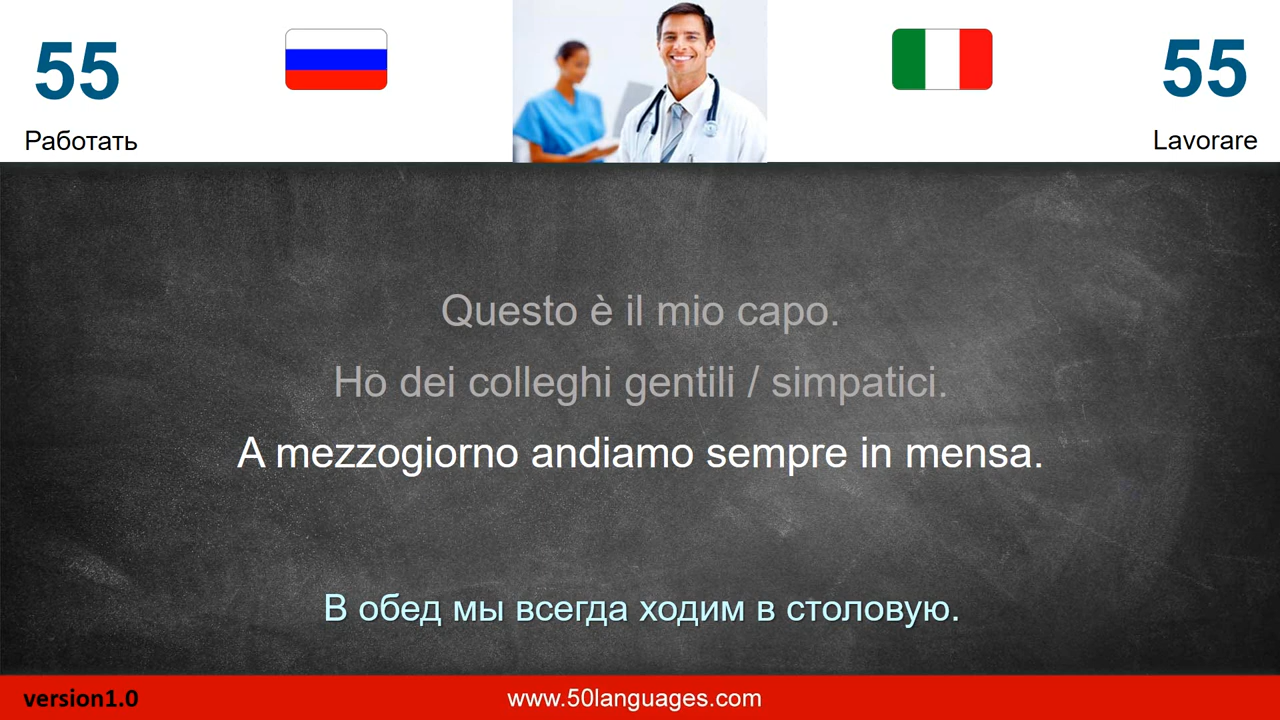 55
55
Работать
Lavorare
Questo è il mio capo.
Ho dei colleghi gentili / simpatici.
A mezzogiorno andiamo sempre in mensa.
В обед мы всегда ходим в столовую.
version1.0
www.50languages.com